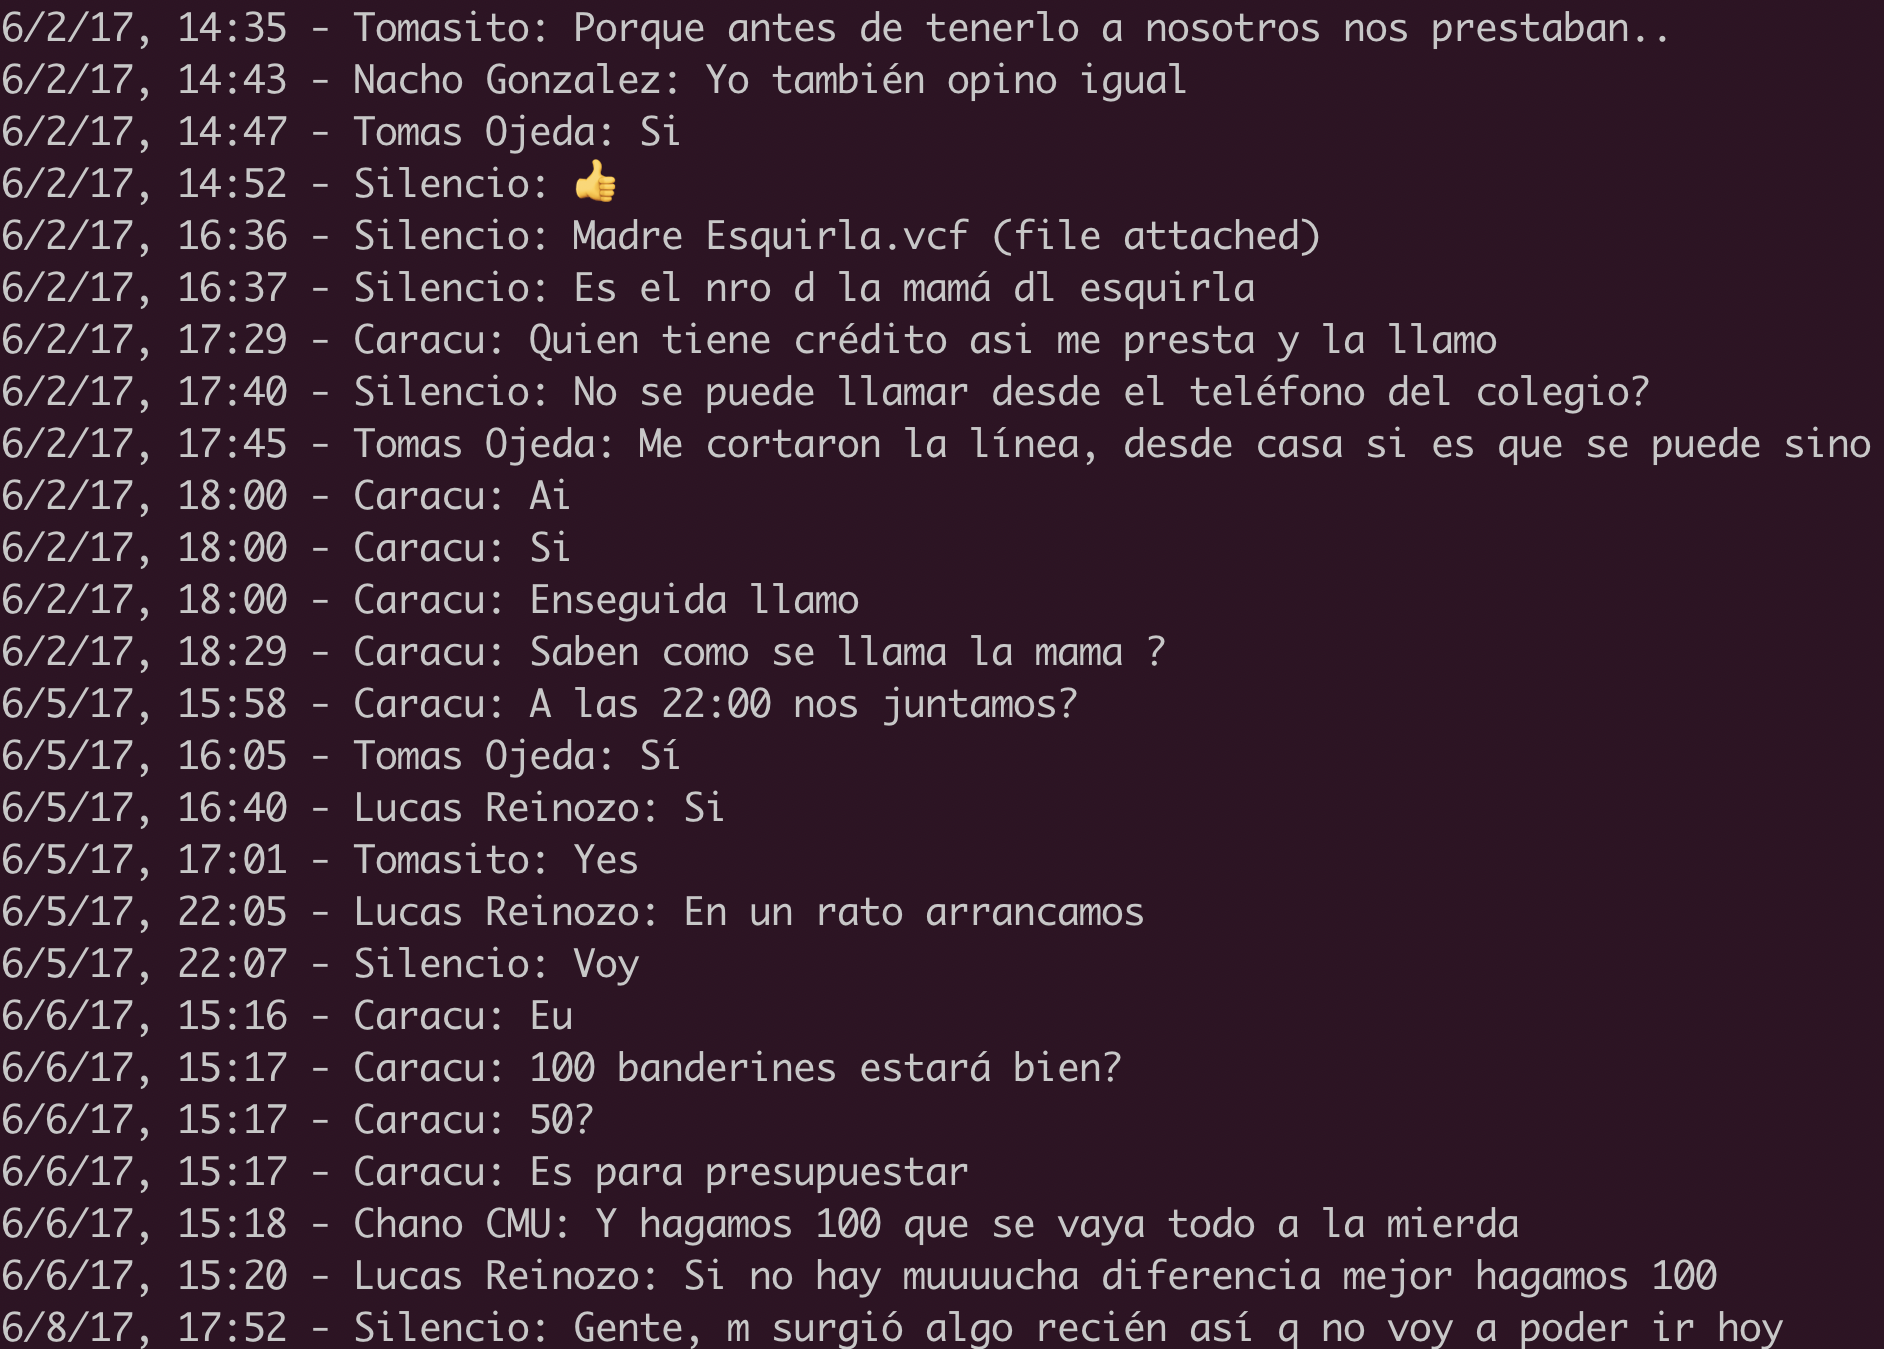 6/2/17, 14:35 - Tomasito: Porque antes de tenerlo a nosotros nos prestaban..
6/2/17, 14:43 - Nacho Gonzalez: Yo también opino igual
6/2/17, 14:47 - Tomas Ojeda: Si
6/2/17, 14:52 - Silencio: 👍
6/2/17, 16:36 - Silencio: Madre Esquirla.vcf (file attached)
6/2/17, 16:37 - Silencio: Es el nro d la mamá dl esquirla
6/2/17, 17:29 - Caracu: Quien tiene crédito asi me presta y la llamo
6/2/17, 17:40 - Silencio: No se puede llamar desde el teléfono del colegio?
6/2/17, 17:45 - Tomas Ojeda: Me cortaron la línea, desde casa si es que se puede sino
6/2/17, 18:00 - Caracu: Ai
6/2/17, 18:00 - Caracu: Si
6/2/17, 18:00 - Caracu: Enseguida llamo
6/2/17, 18:29 - Caracu: Saben como se llama la mama ?
6/5/17, 15:58 - Caracu: A las 22:00 nos juntamos?
6/5/17, 16:05 - Tomas Ojeda: Sí
6/5/17, 16:40 - Lucas Reinozo: Si
6/5/17, 17:01 - Tomasito: Yes
6/5/17, 22:05 - Lucas Reinozo: En un rato arrancamos
6/5/17, 22:07 - Silencio: Voy
6/6/17, 15:16 - Caracu: Eu
6/6/17, 15:17 - Caracu: 100 banderines estará bien?
6/6/17, 15:17 - Caracu: 50?
6/6/17, 15:17 - Caracu: Es para presupuestar
6/6/17, 15:18 - Chano CMU: Y hagamos 100 que se vaya todo a la mierda
6/6/17, 15:20 - Lucas Reinozo: Si no hay muuuucha diferencia mejor hagamos 100
6/8/17, 17:52 - Silencio: Gente, m surgió algo recién así q no voy a poder ir hoy